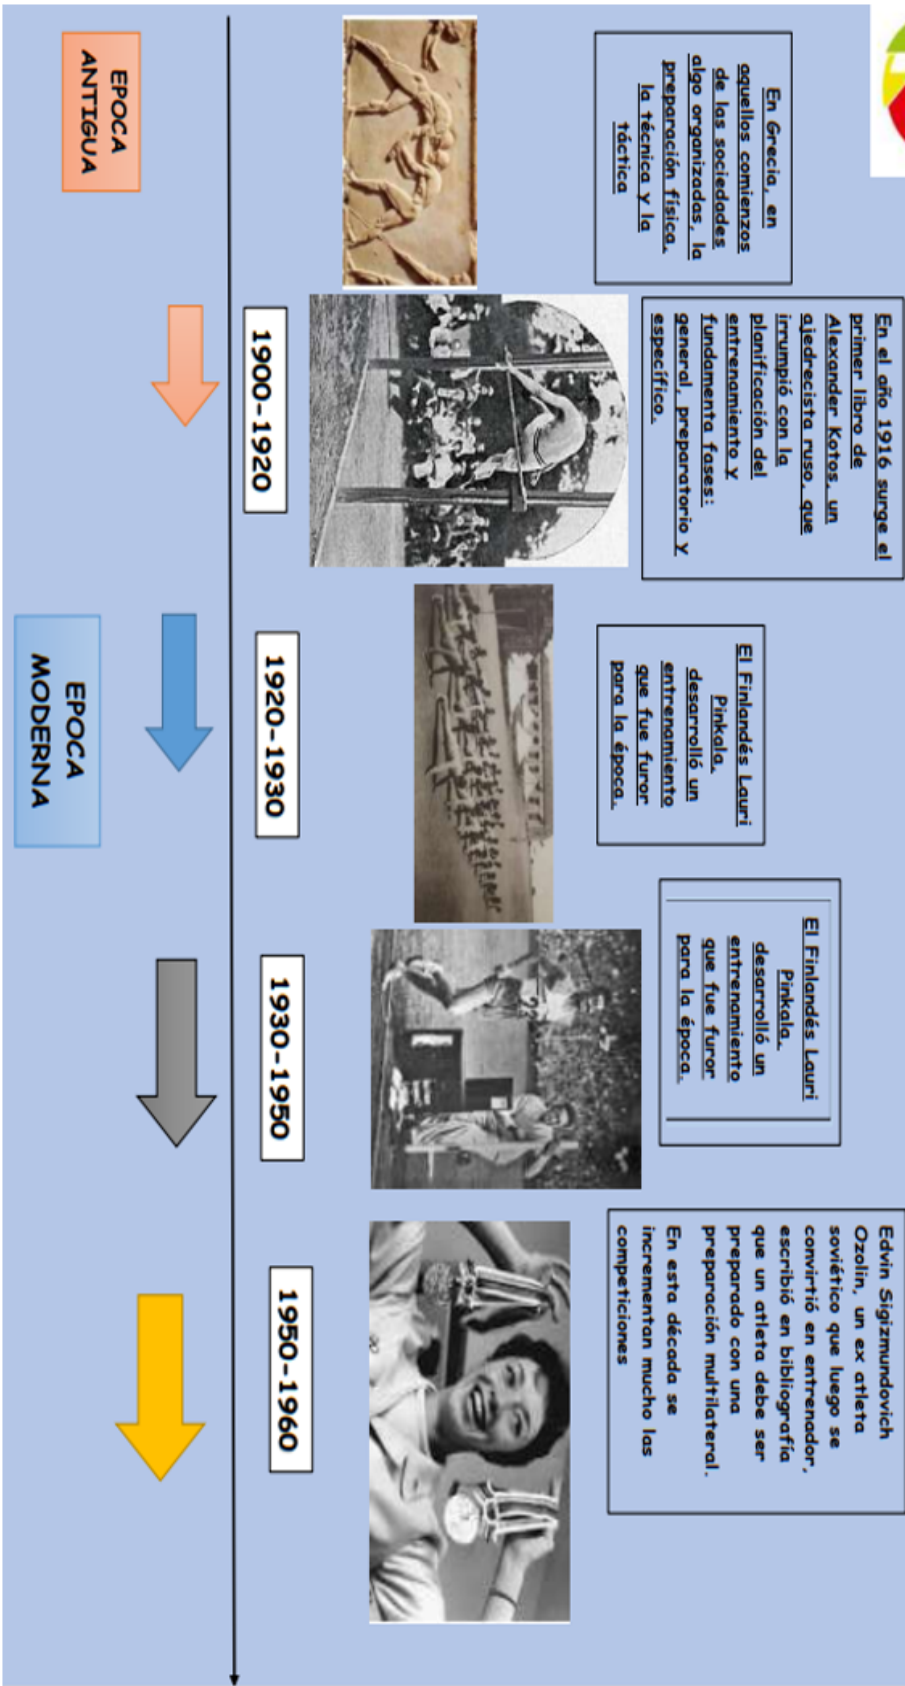 En Grecia, en
aquellos comienzos
de las sociedades
algo organizadas, la
preparación física,
la técnica y la
táctica
En el año 1916 surge el
primer libro de
Alexander Kotos, un
ajedrecista ruso, que
irrumpió con la
planificación del
entrenamiento y
fundamenta fases:
general, preparatorio y
específico.
El Finlandés Lauri
Pinkala,
desarrolló un
entrenamiento
que fue furor
para la época.
El Finlandés Lauri
Pinkala,
desarrolló un
entrenamiento
que fue furor
para la época.
Edvin Sigizmundovich
Ozolin, un ex atleta
soviético que luego se
convirtió en entrenador,
escribió en bibliografía
que un atleta debe ser
preparado con una
preparación multilateral.
En esta década se
incrementan mucho las
competiciones
1900-1920
1920-1930
1930-1950
1950-1960
EPOCA
ANTIGUA
EPOCA
MODERNA